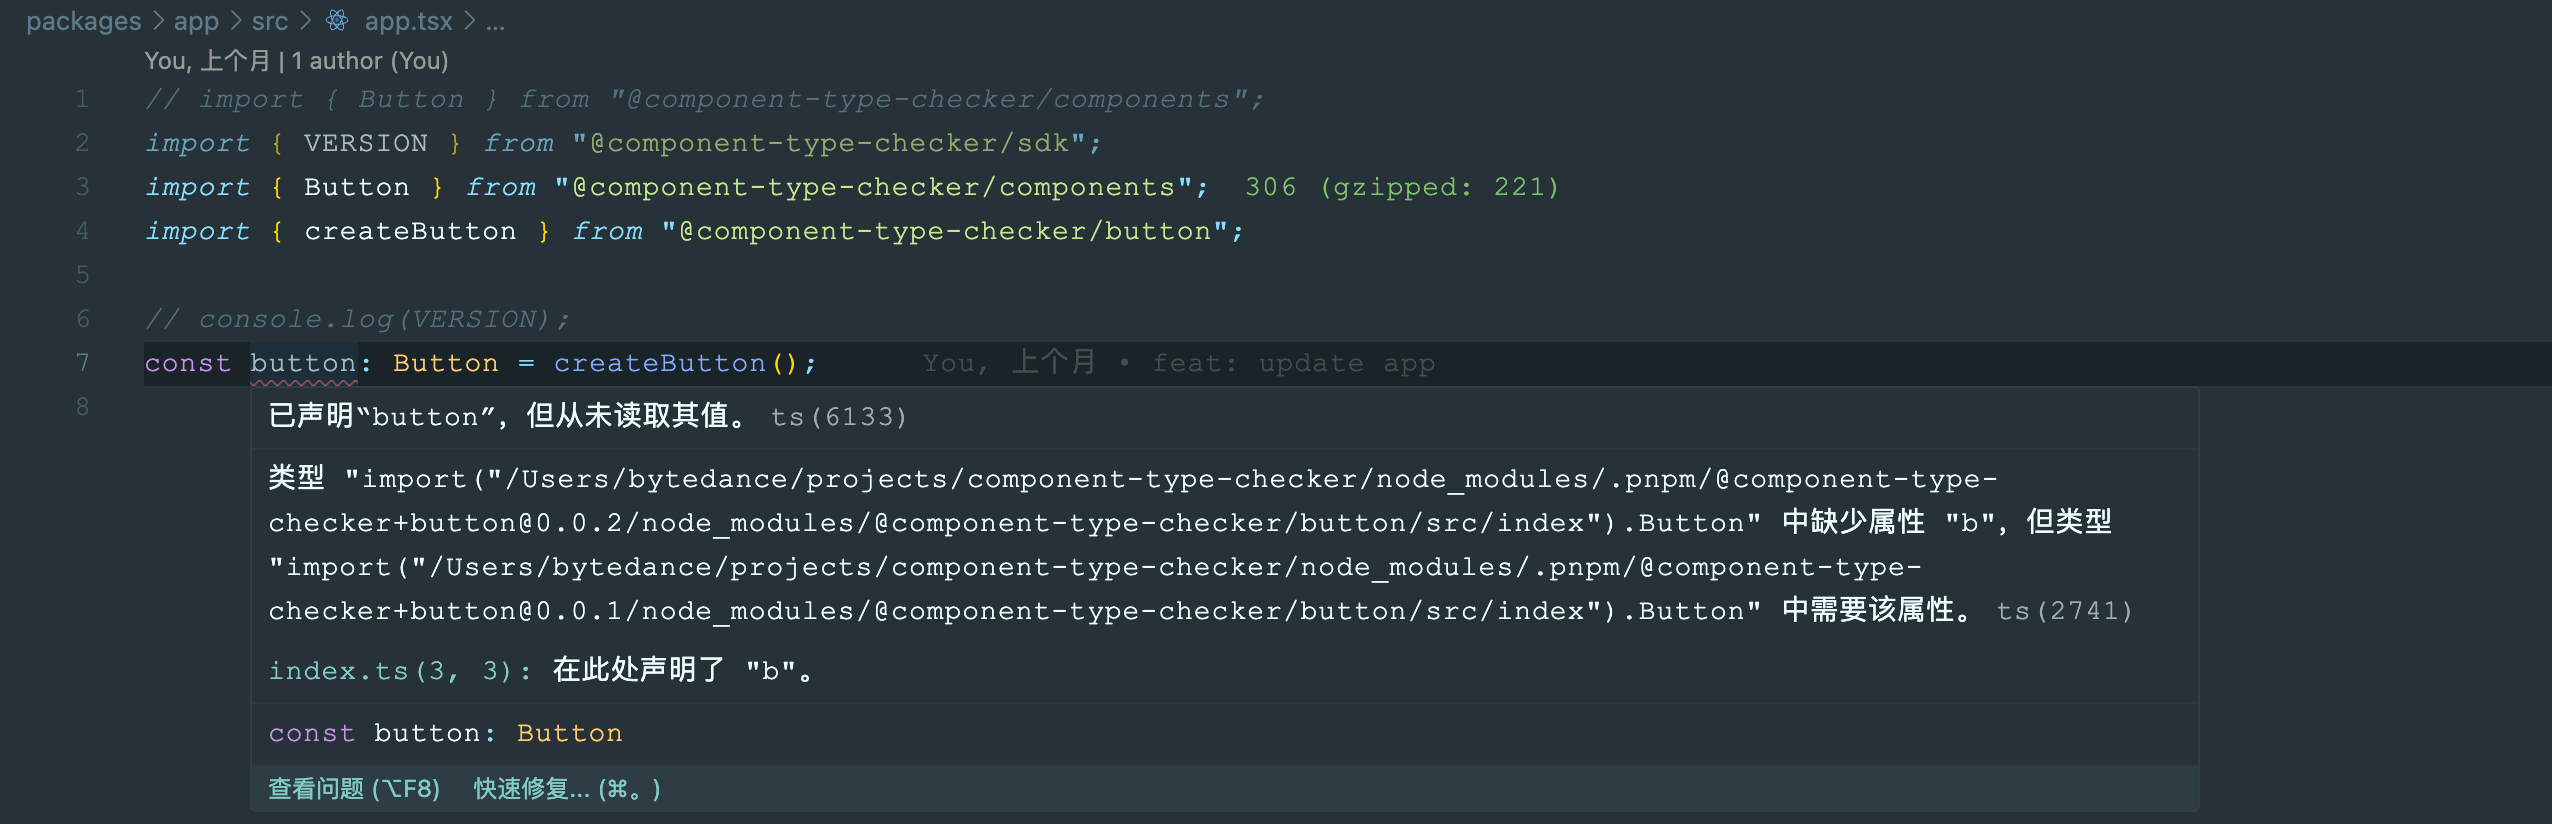 packages > app > src > app.tsx > ...
You, 上个月 | 1 author (You)
1 // import { Button } from "@component-type-checker/components";
2 import { VERSION } from "@component-type-checker/sdk";
3 import { Button } from "@component-type-checker/components"; 306 (gzipped: 221)
4 import { createButton } from "@component-type-checker/button";
5
6 // console.log(VERSION);
7 const button: Button = createButton(); You, 上个月 • feat: update app
8
已声明“button”，但从未读取其值。 ts(6133)
类型 "import("/Users/bytedance/projects/component-type-checker/node_modules/.pnpm/@component-type-
checker+button@0.0.2/node_modules/@component-type-checker/button/src/index").Button" 中缺少属性 "b"，但类型
"import("/Users/bytedance/projects/component-type-checker/node_modules/.pnpm/@component-type-
checker+button@0.0.1/node_modules/@component-type-checker/button/src/index").Button" 中需要该属性。 ts(2741)
index.ts(3, 3): 在此处声明了 "b"。
const button: Button
查看问题 (⌥F8) 快速修复... (⌘。)